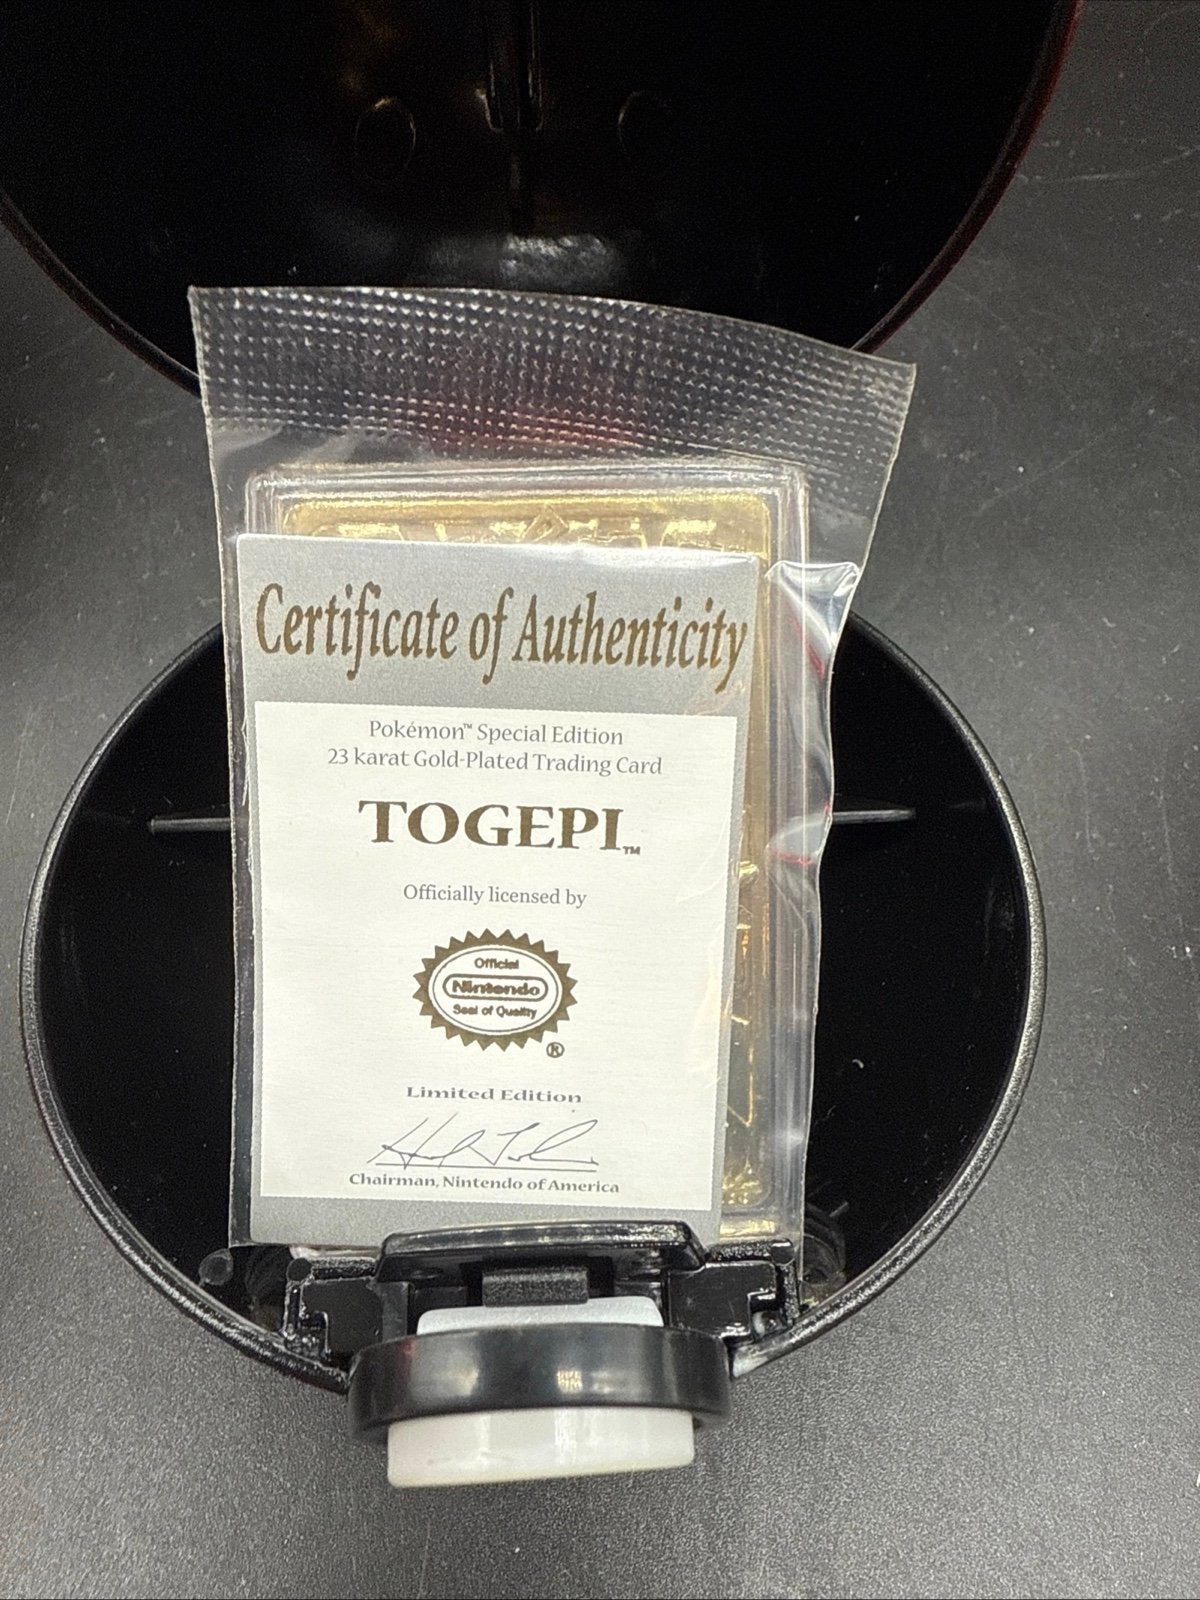 Certificate of Authenticity
Pokémon™ Special Edition
23 karat Gold-Plated Trading Card
TOGEPI™
Officially licensed by
Official
Nintendo
Seal of Quality
®
Limited Edition
Chairman, Nintendo of America